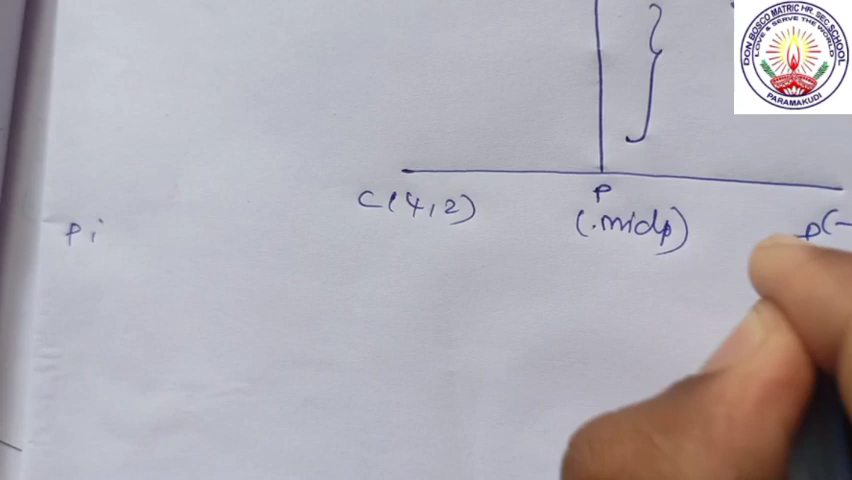 DON BOSCO MATRIC HR. SEC. SCHOOL
LOVE & SERVE THE WORLD
PARAMAKUDI
P
C(4,2)
(.midp)
D(-
P i